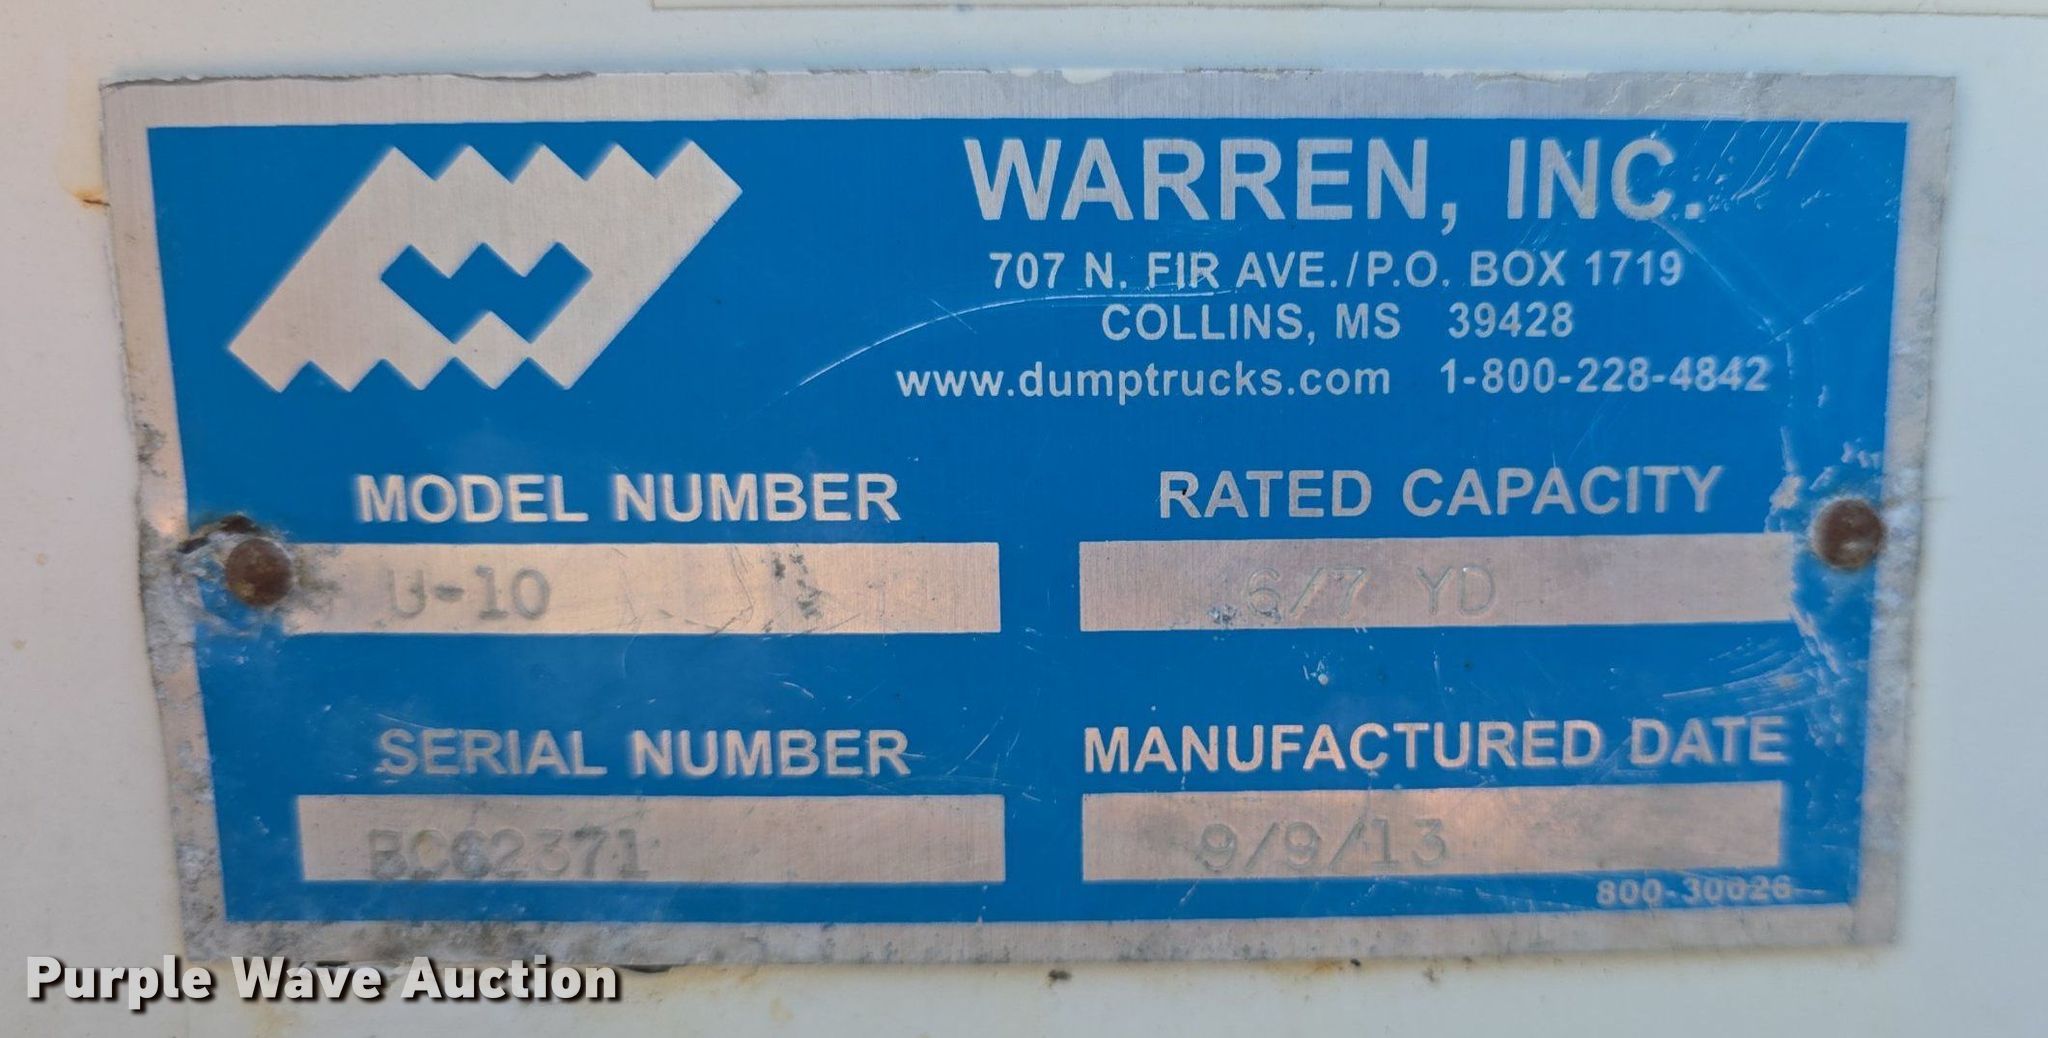 WARREN, INC.
707 N. FIR AVE./P.O. BOX 1719
COLLINS, MS 39428
www.dumptrucks.com 1-800-228-4842
MODEL NUMBER RATED CAPACITY
U-10 6/7 YD
SERIAL NUMBER MANUFACTURED DATE
9/9/13
800-30026
Purple Wave Auction